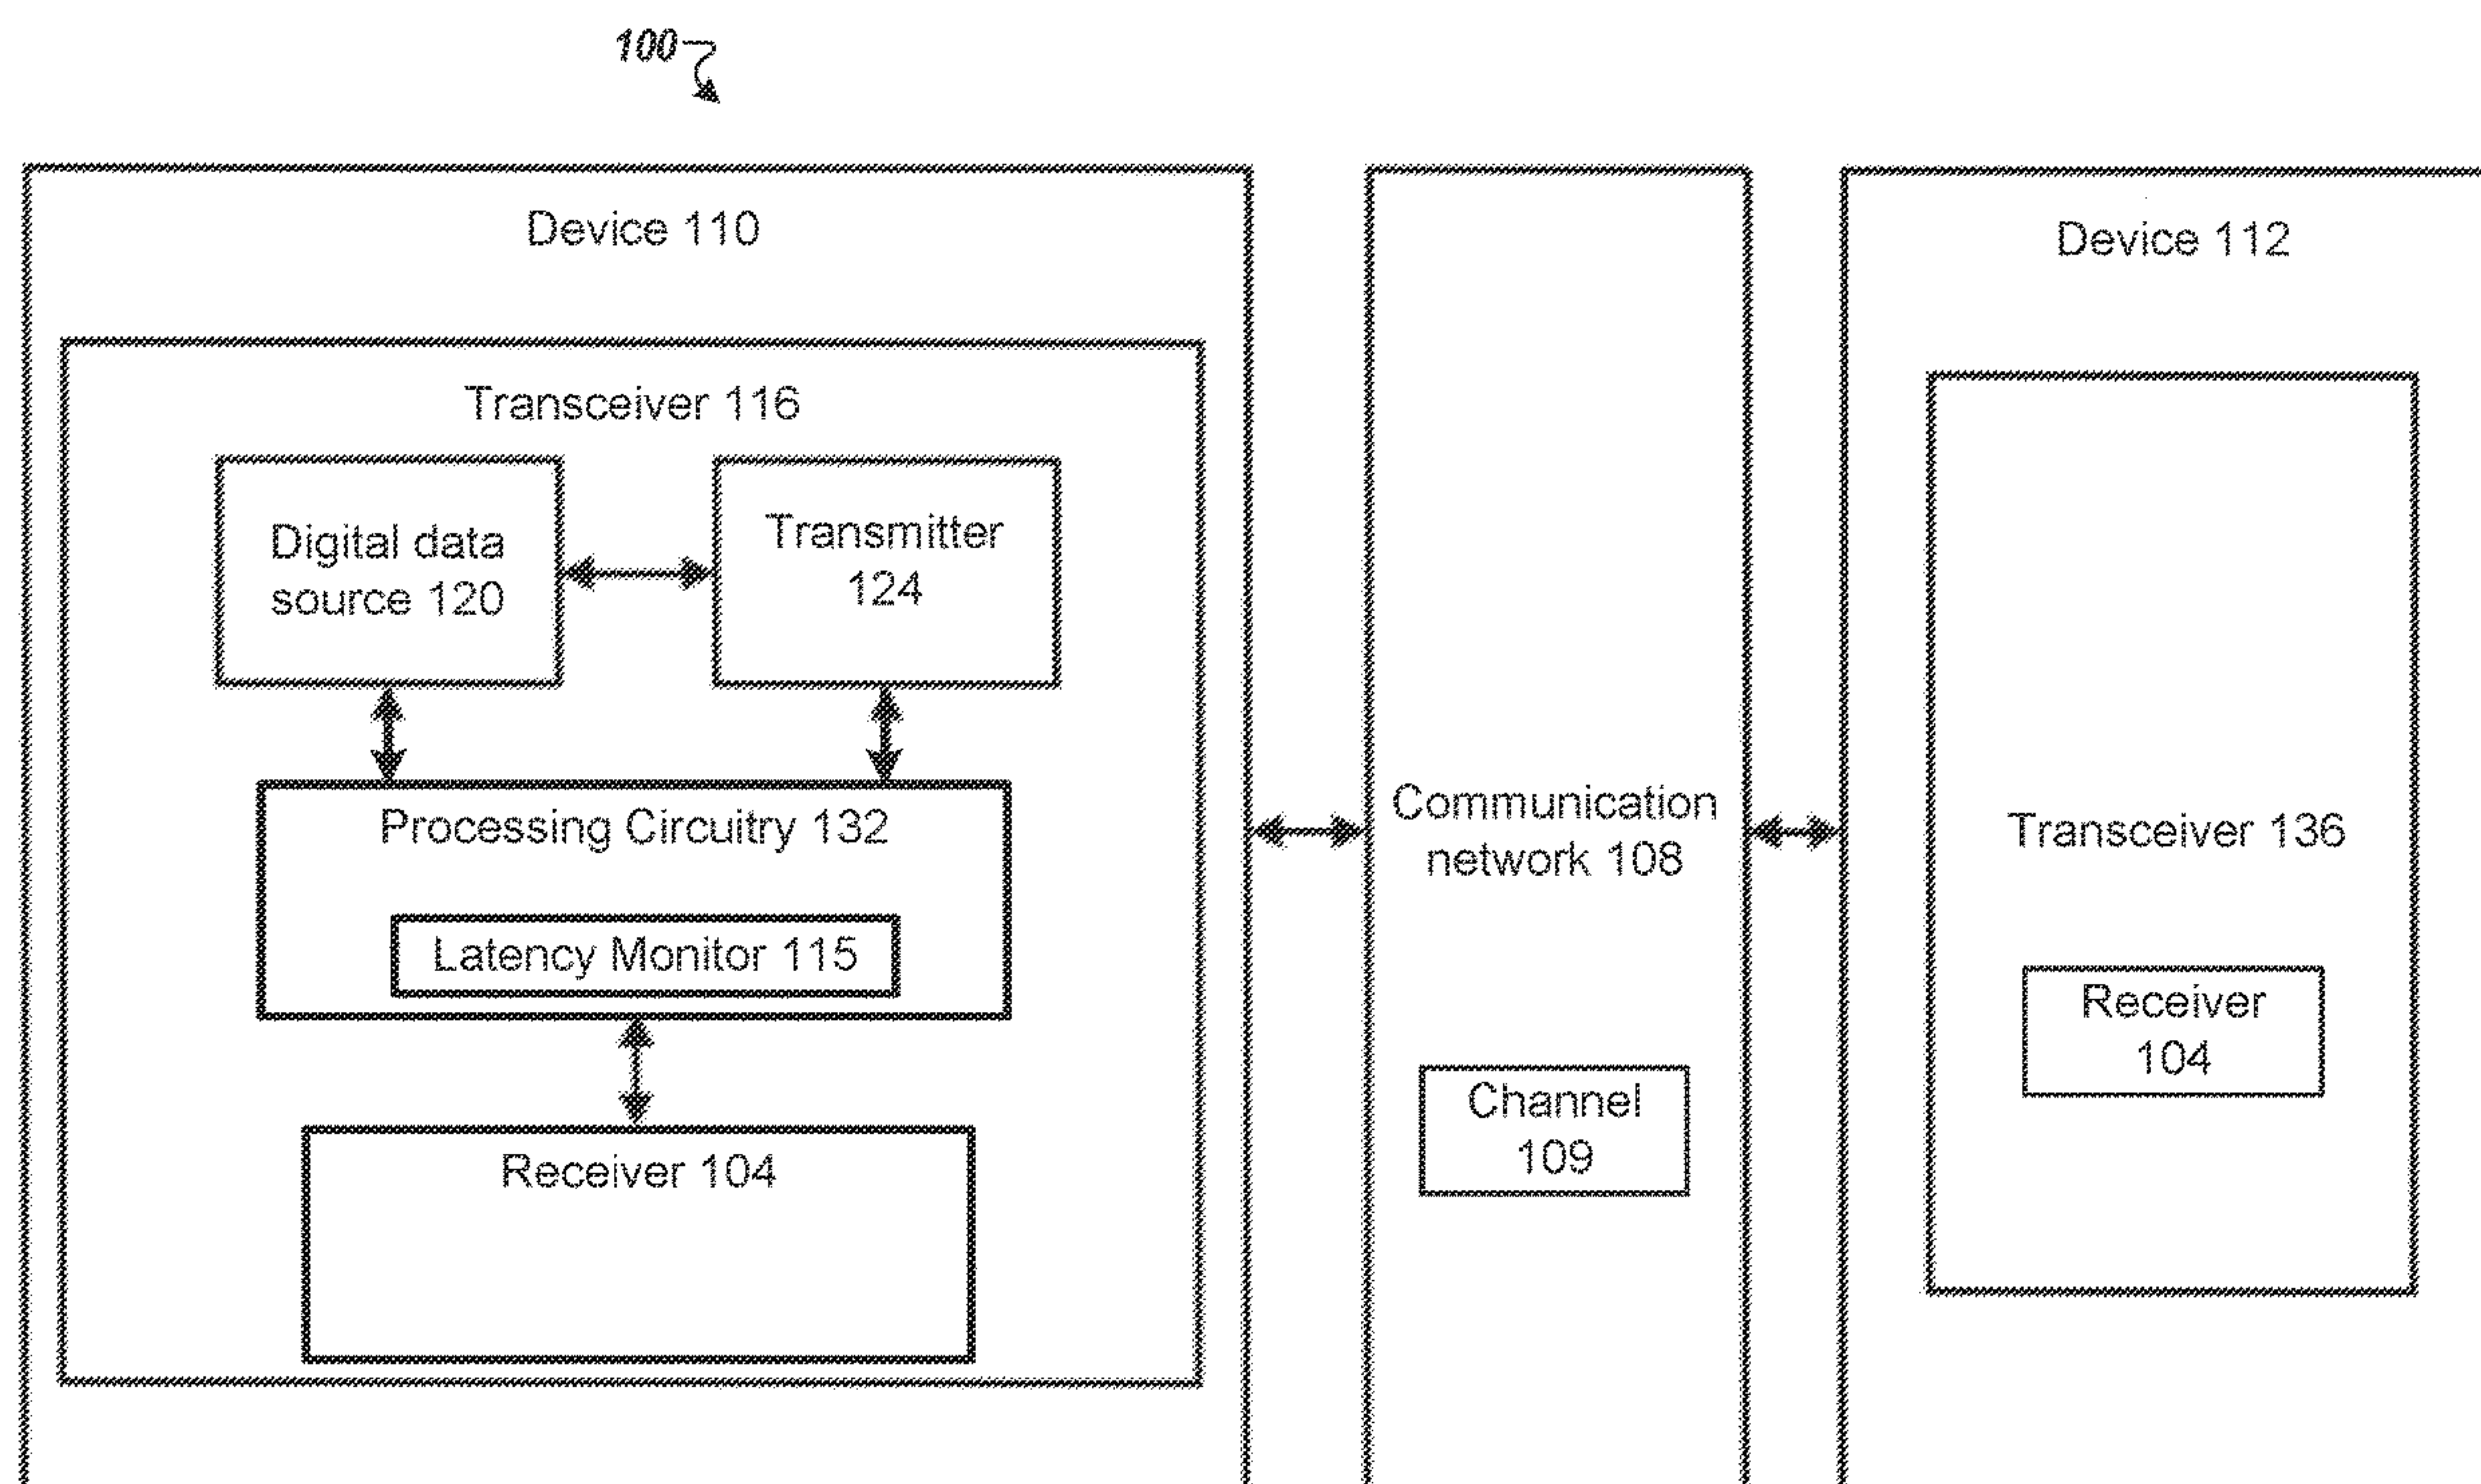 100
Device 110
Transceiver 116
Digital data
source 120
Transmitter
124
Processing Circuitry 132
Latency Monitor 115
Receiver 104
Communication
network 108
Channel
109
Device 112
Transceiver 136
Receiver
104